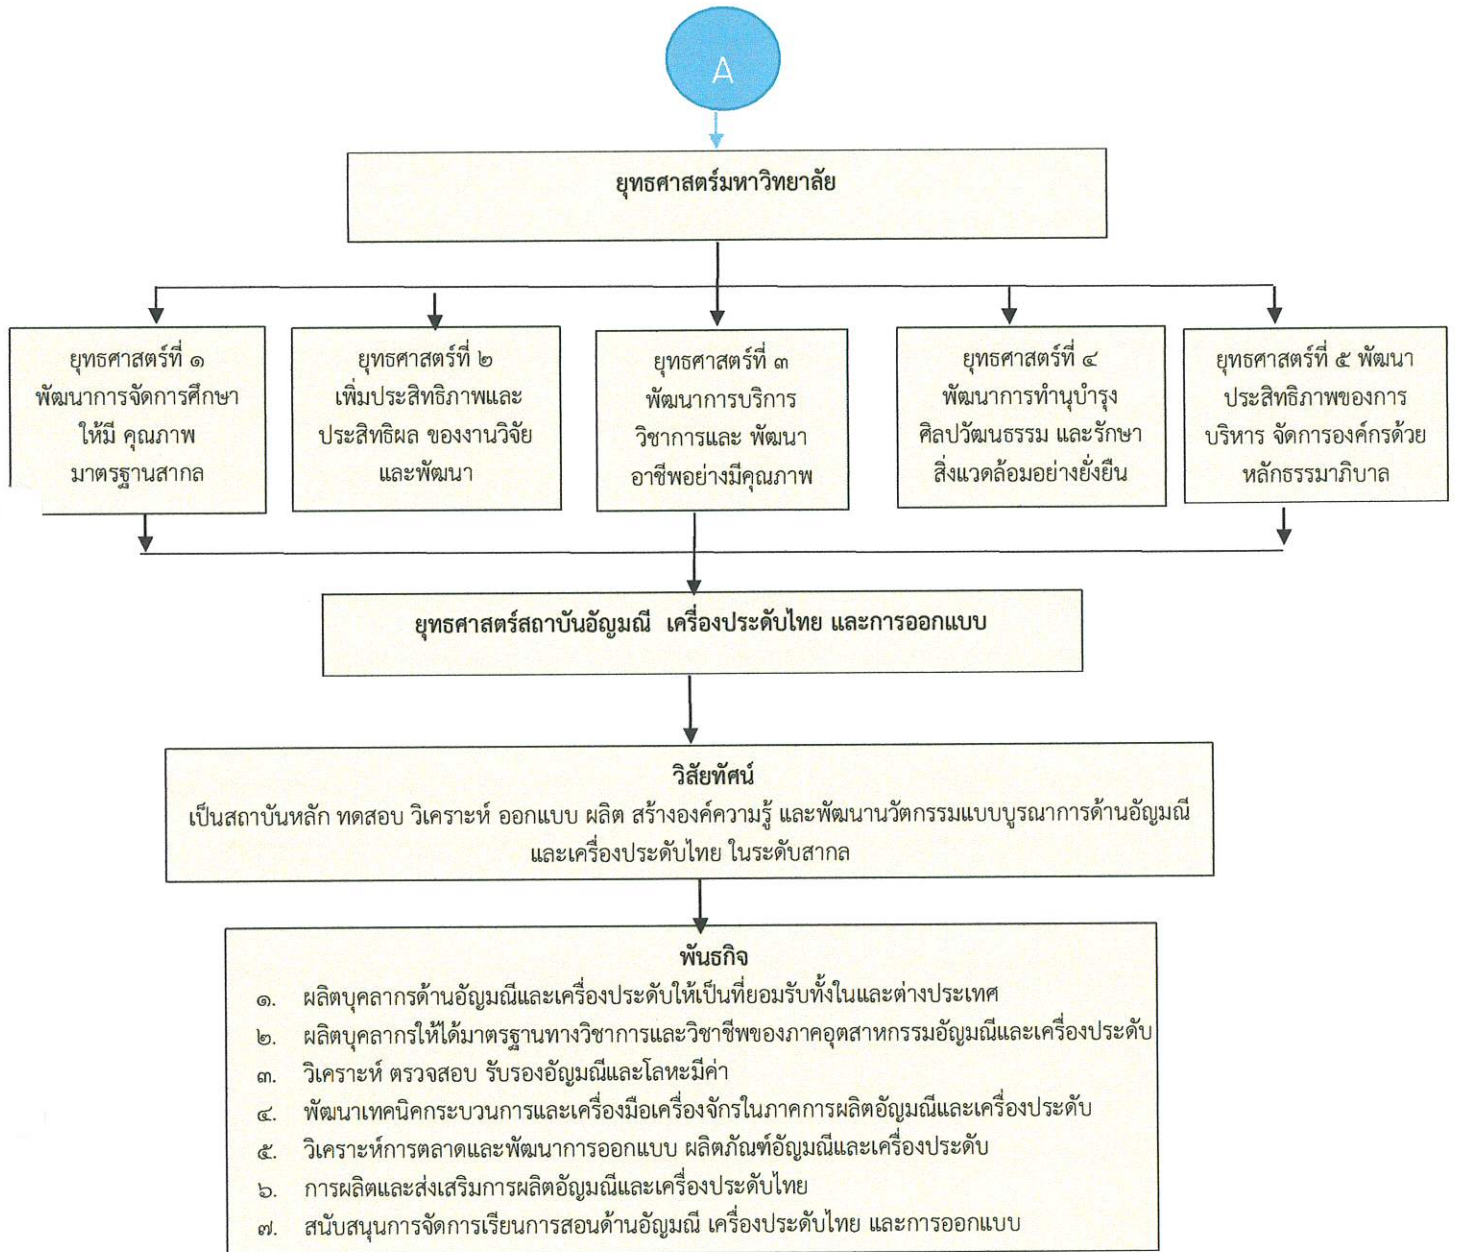 A
ยุทธศาสตร์มหาวิทยาลัย
ยุทธศาสตร์ที่ ๑
พัฒนาการจัดการศึกษา
ให้มี คุณภาพ
มาตรฐานสากล
ยุทธศาสตร์ที่ ๒
เพิ่มประสิทธิภาพและ
ประสิทธิผล ของงานวิจัย
และพัฒนา
ยุทธศาสตร์ที่ ๓
พัฒนาการบริการ
วิชาการและ พัฒนา
อาชีพอย่างมีคุณภาพ
ยุทธศาสตร์ที่ ๔
พัฒนาการทำนุบำรุง
ศิลปวัฒนธรรม และรักษา
สิ่งแวดล้อมอย่างยั่งยืน
ยุทธศาสตร์ที่ ๕ พัฒนา
ประสิทธิภาพของการ
บริหาร จัดการองค์กรด้วย
หลักธรรมาภิบาล
ยุทธศาสตร์สถาบันอัญมณี เครื่องประดับไทย และการออกแบบ
วิสัยทัศน์
เป็นสถาบันหลัก ทดสอบ วิเคราะห์ ออกแบบ ผลิต สร้างองค์ความรู้ และพัฒนานวัตกรรมแบบบูรณาการด้านอัญมณี
และเครื่องประดับไทย ในระดับสากล
พันธกิจ
๑. ผลิตบุคลากรด้านอัญมณีและเครื่องประดับให้เป็นที่ยอมรับทั้งในและต่างประเทศ
๒. ผลิตบุคลากรให้ได้มาตรฐานทางวิชาการและวิชาชีพของภาคอุตสาหกรรมอัญมณีและเครื่องประดับ
๓. วิเคราะห์ ตรวจสอบ รับรองอัญมณีและโลหะมีค่า
๔. พัฒนาเทคนิคกระบวนการและเครื่องมือเครื่องจักรในภาคการผลิตอัญมณีและเครื่องประดับ
๕. วิเคราะห์การตลาดและพัฒนาการออกแบบ ผลิตภัณฑ์อัญมณีและเครื่องประดับ
๖. การผลิตและส่งเสริมการผลิตอัญมณีและเครื่องประดับไทย
๗. สนับสนุนการจัดการเรียนการสอนด้านอัญมณี เครื่องประดับไทย และการออกแบบ